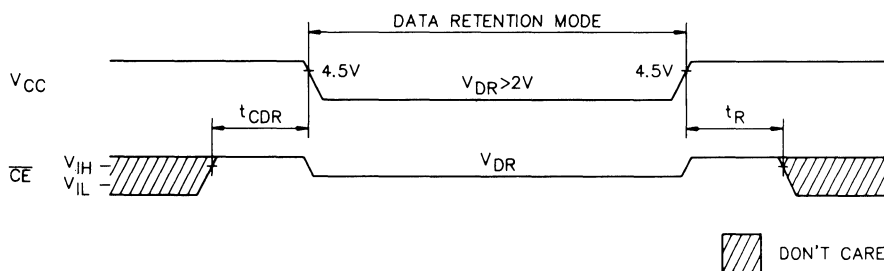 DATA RETENTION MODE
4.5V
4.5V
VCC
VDR>2V
tCDR
tR
VIH
CE
VIL
VDR
DON'T CARE